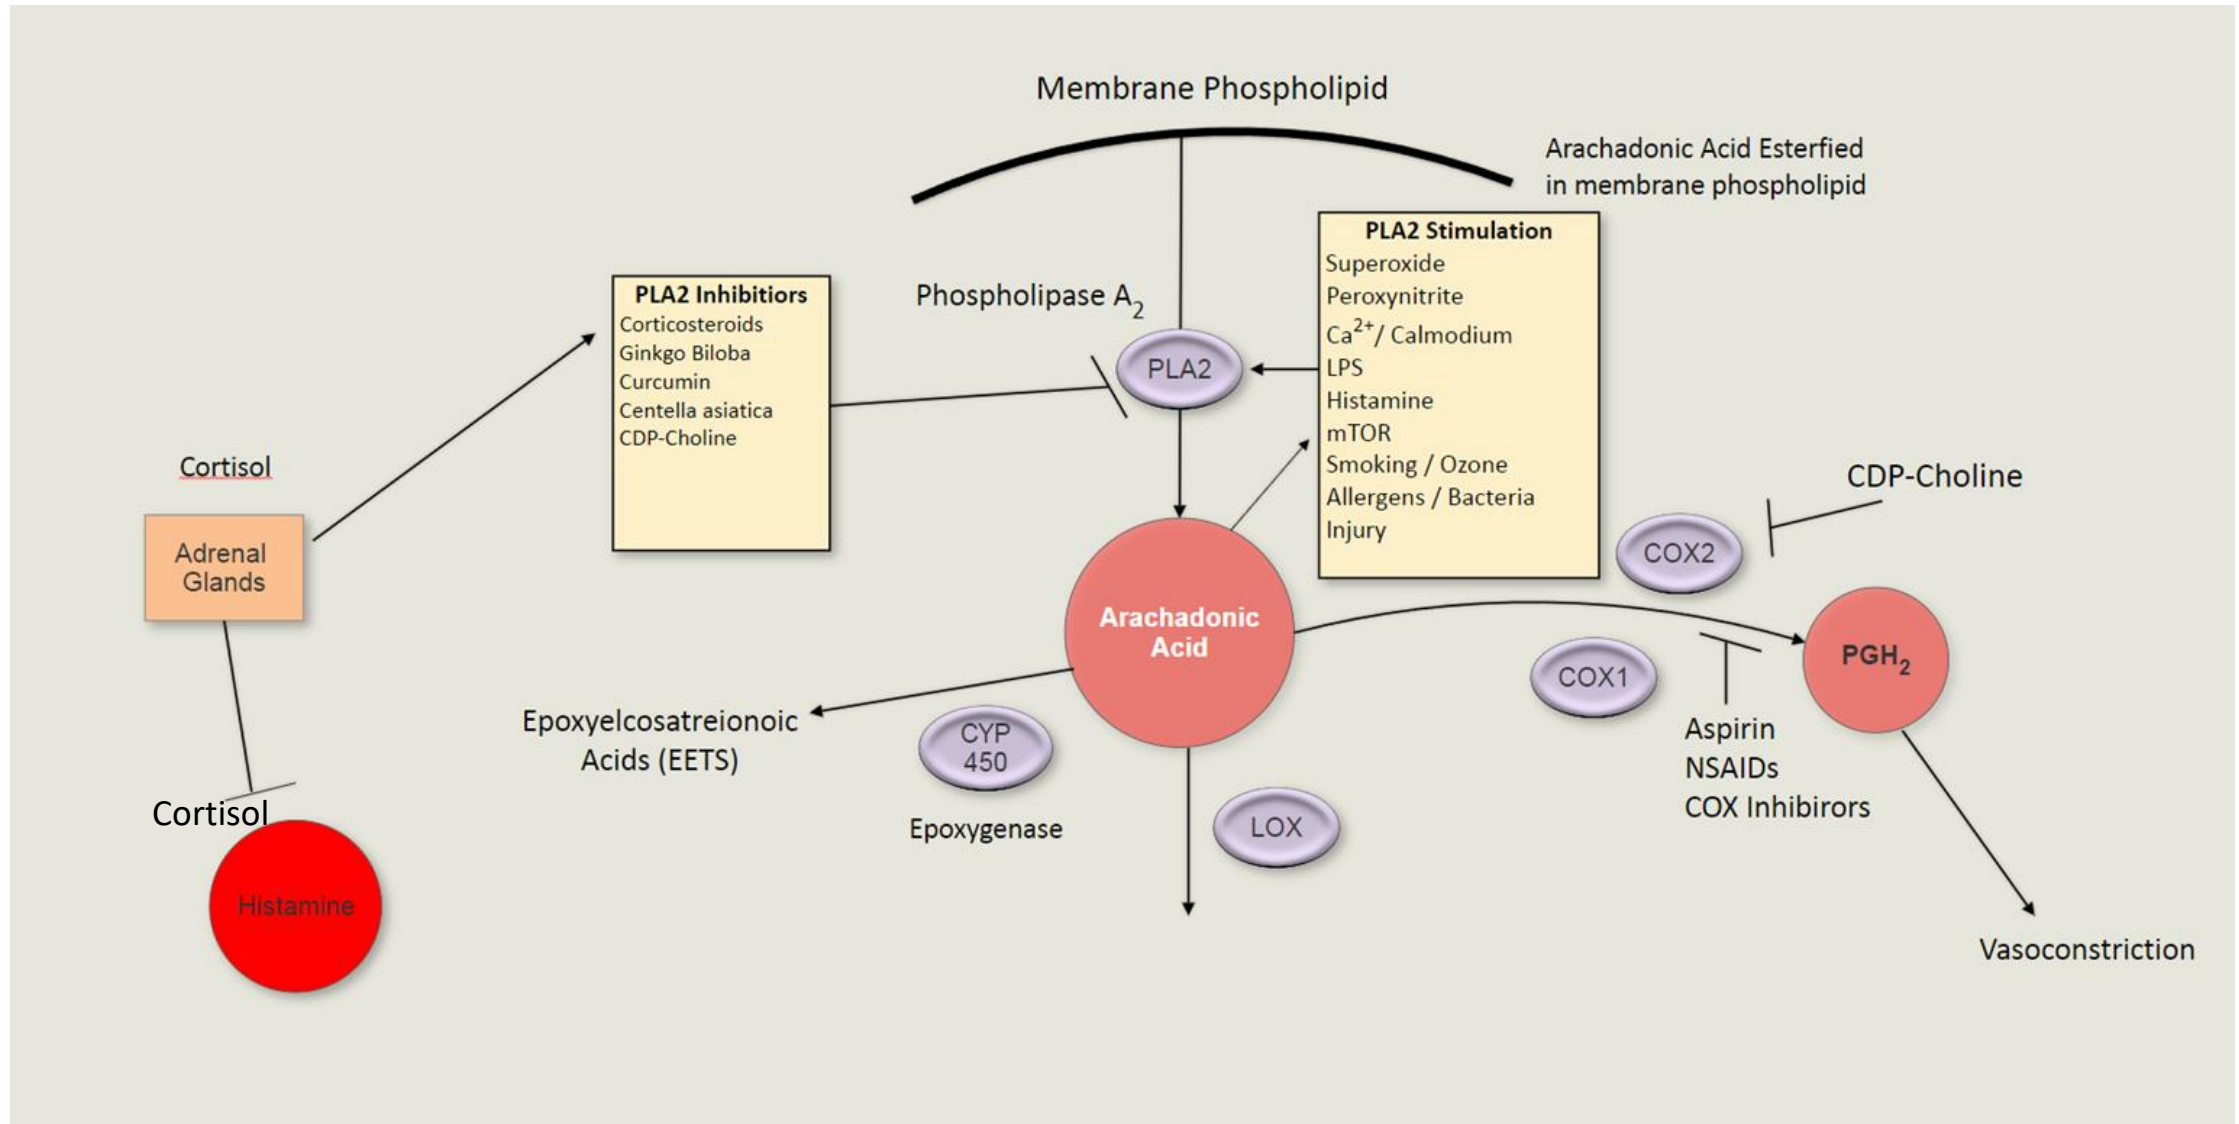 Membrane Phospholipid
Arachadonic Acid Esterfied
in membrane phospholipid
PLA2 Stimulation
Superoxide
Peroxynitrite
Ca²⁺/ Calmodium
LPS
Histamine
mTOR
Smoking / Ozone
Allergens / Bacteria
Injury
PLA2 Inhibitiors
Corticosteroids
Ginkgo Biloba
Curcumin
Centella asiatica
CDP-Choline
Phospholipase A₂
PLA2
Cortisol
Adrenal
Glands
CDP-Choline
COX2
Arachadonic
Acid
COX1
PGH₂
Epoxyelcosatreionoic
Acids (EETS)
CYP
450
Epoxygenase
LOX
Aspirin
NSAIDs
COX Inhibirors
Cortisol
Histamine
Vasoconstriction